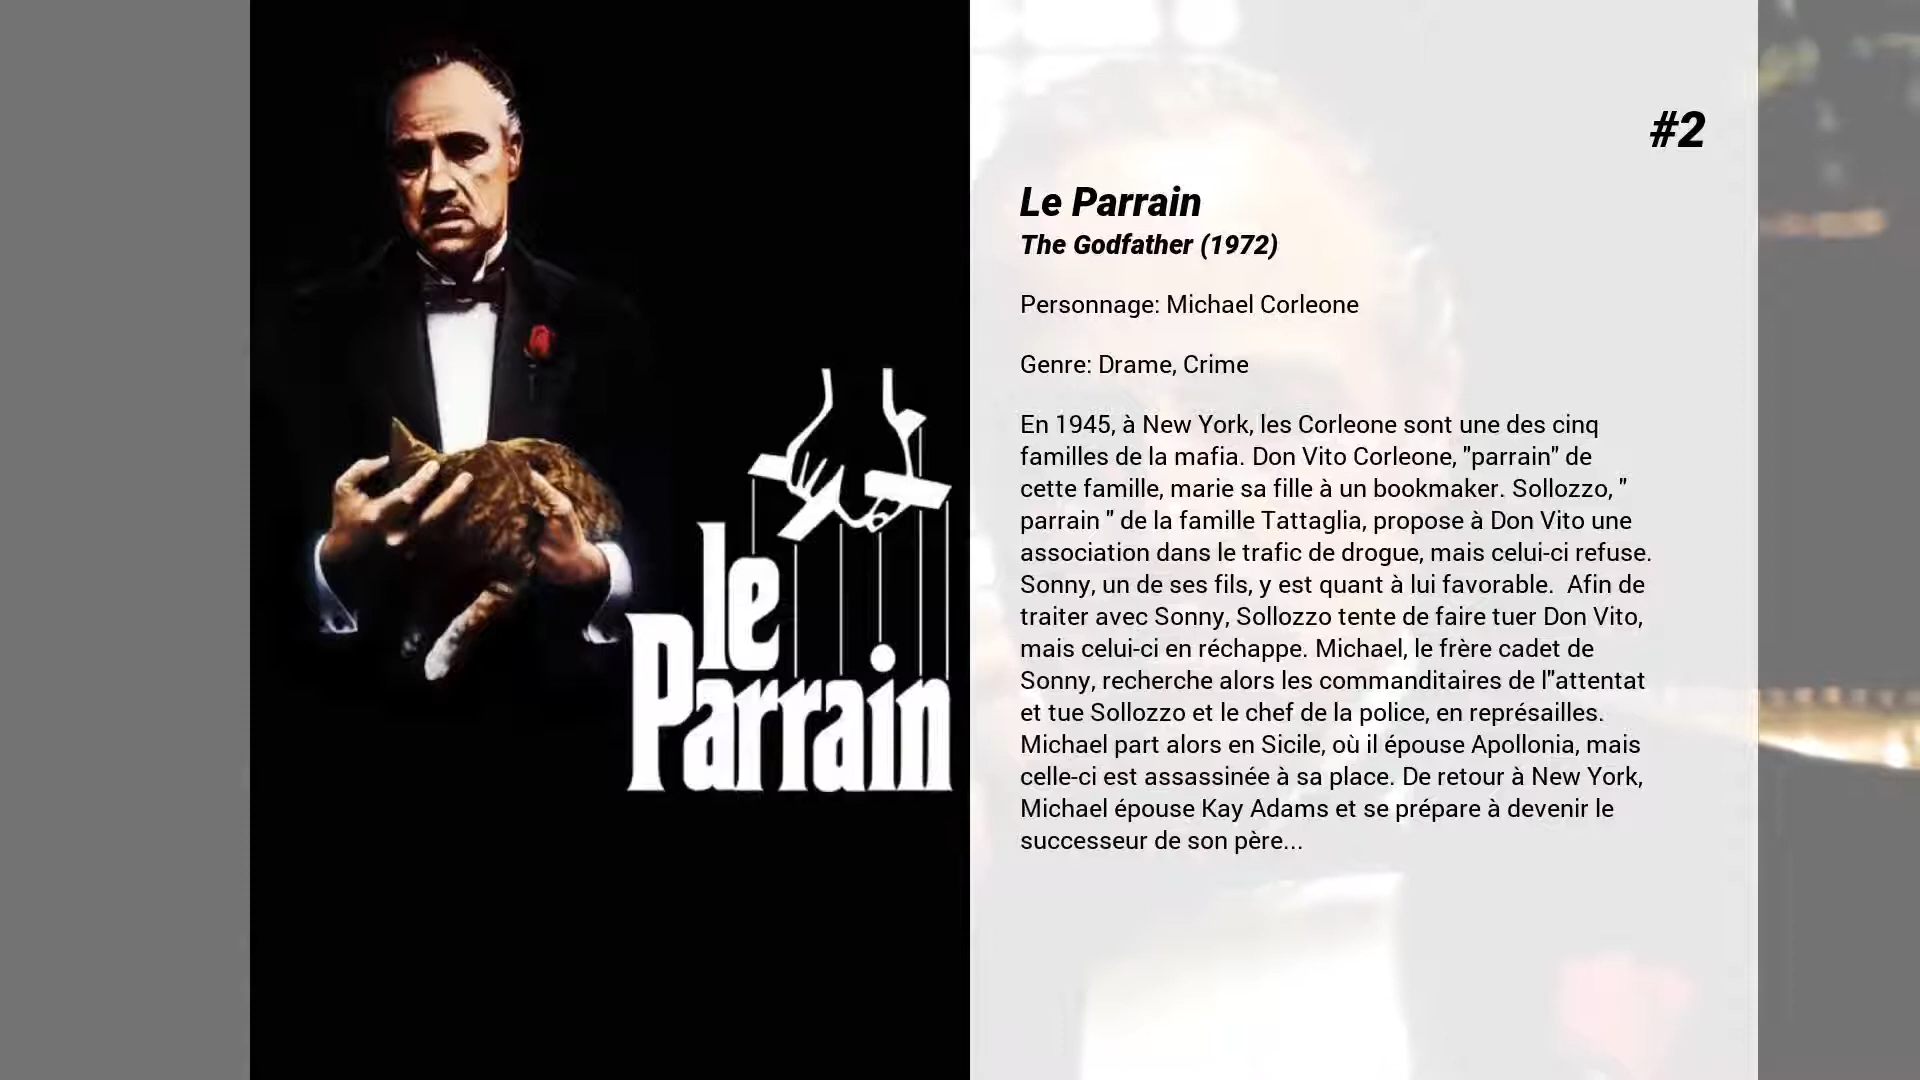 le
Parrain
#2
Le Parrain
The Godfather (1972)
Personnage: Michael Corleone
Genre: Drame, Crime
En 1945, à New York, les Corleone sont une des cinq
familles de la mafia. Don Vito Corleone, "parrain" de
cette famille, marie sa fille à un bookmaker. Sollozzo, "
parrain " de la famille Tattaglia, propose à Don Vito une
association dans le trafic de drogue, mais celui-ci refuse.
Sonny, un de ses fils, y est quant à lui favorable.  Afin de
traiter avec Sonny, Sollozzo tente de faire tuer Don Vito,
mais celui-ci en réchappe. Michael, le frère cadet de
Sonny, recherche alors les commanditaires de l"attentat
et tue Sollozzo et le chef de la police, en représailles.
Michael part alors en Sicile, où il épouse Apollonia, mais
celle-ci est assassinée à sa place. De retour à New York,
Michael épouse Kay Adams et se prépare à devenir le
successeur de son père...